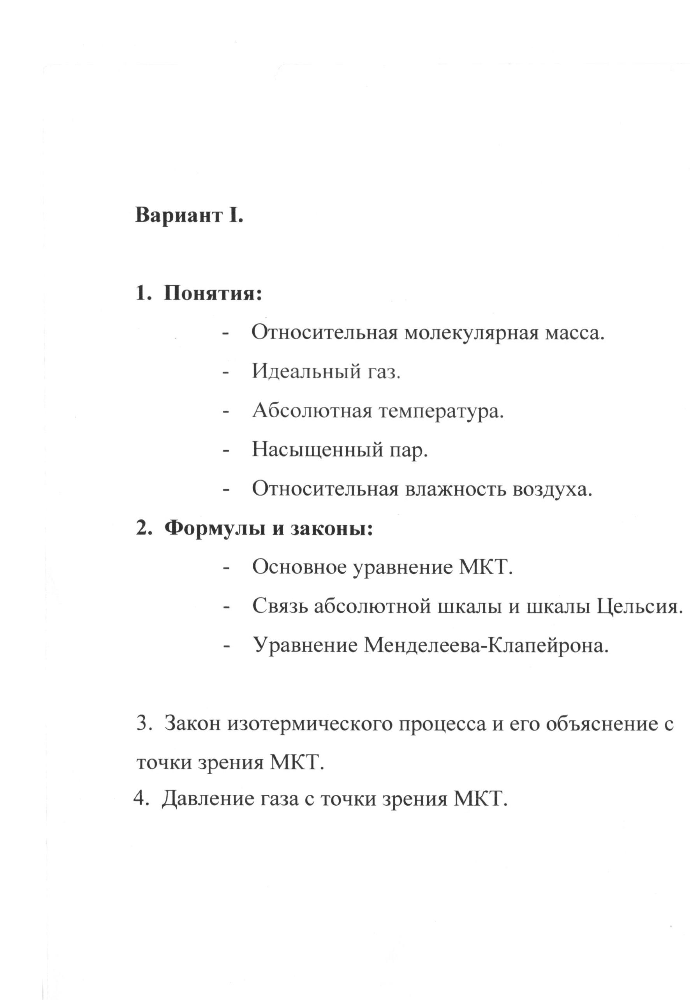 Вариант I.
1. Понятия:
- Относительная молекулярная масса.
- Идеальный газ.
- Абсолютная температура.
- Насыщенный пар.
- Относительная влажность воздуха.
2. Формулы и законы:
- Основное уравнение МКТ.
- Связь абсолютной шкалы и шкалы Цельсия.
- Уравнение Менделеева-Клапейрона.
3. Закон изотермического процесса и его объяснение с
точки зрения МКТ.
4. Давление газа с точки зрения МКТ.